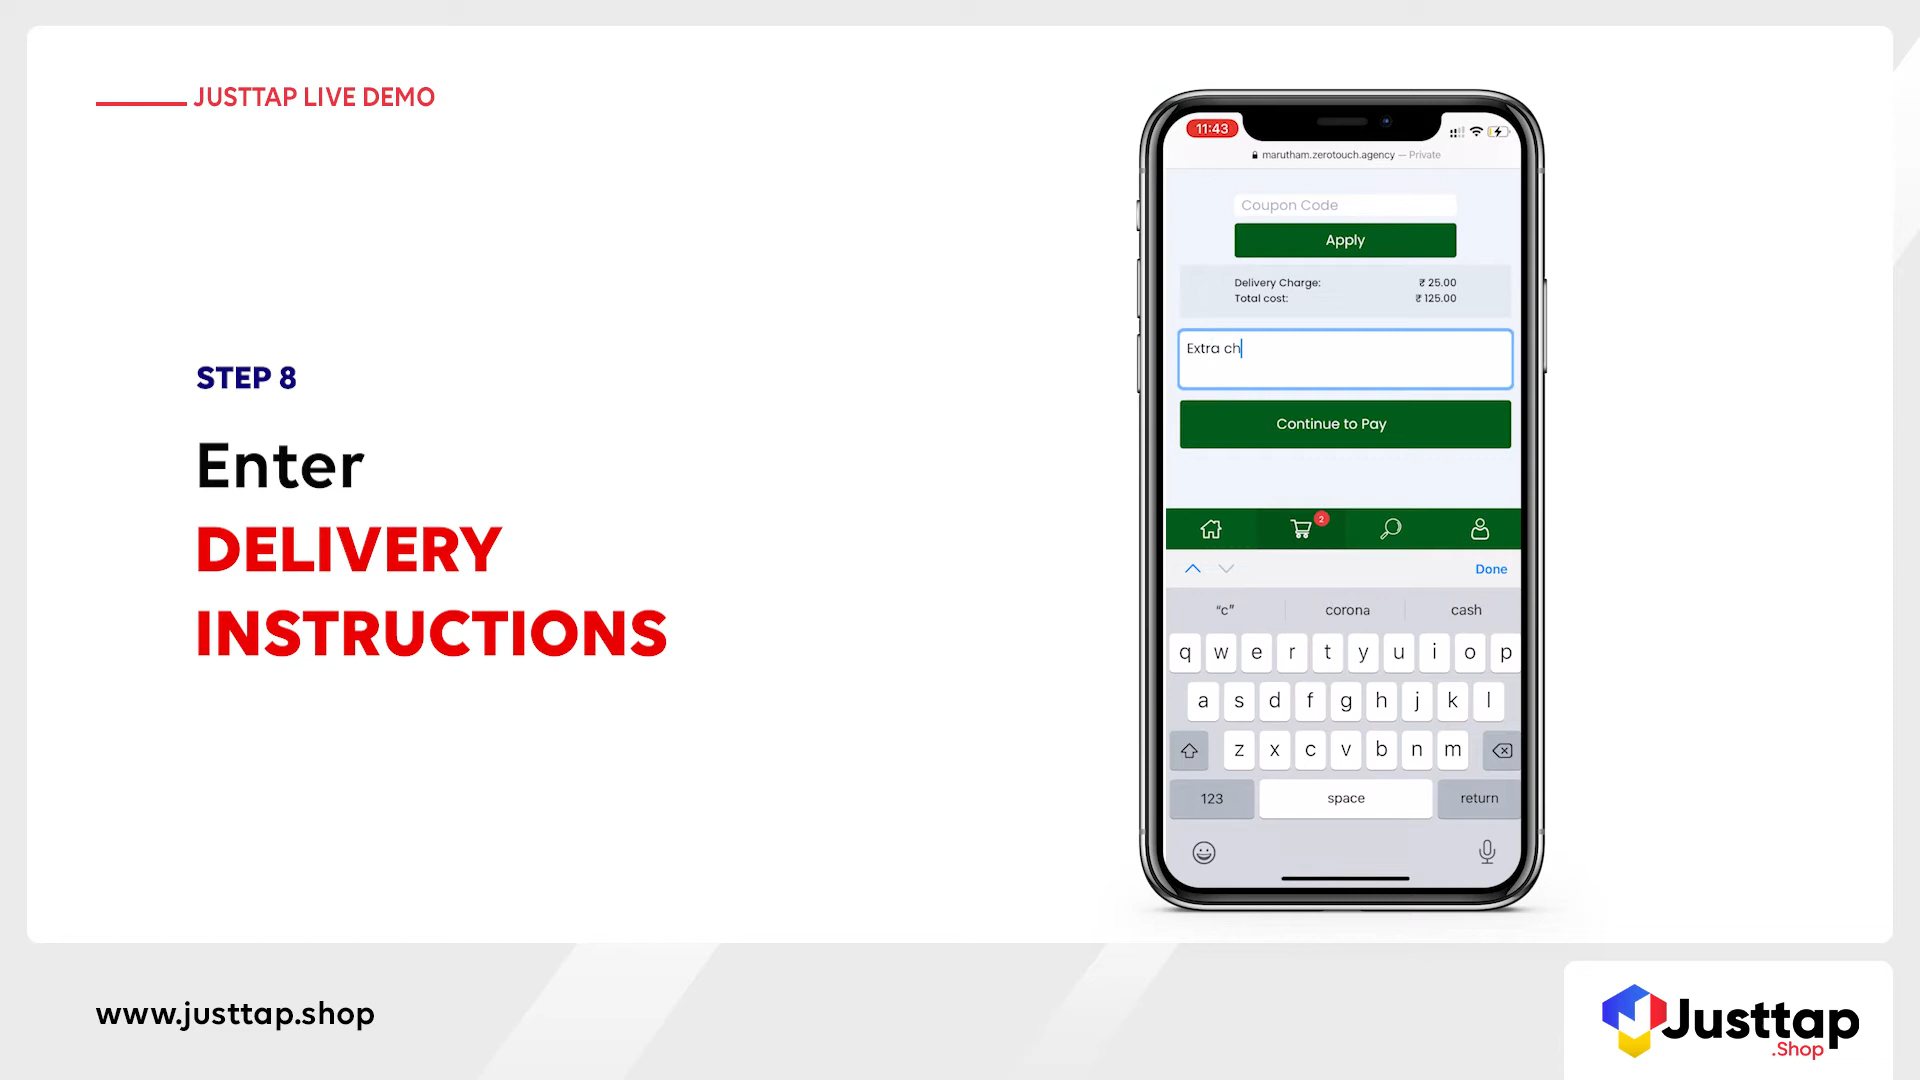 JUSTTAP LIVE DEMO
STEP 8
Enter
DELIVERY
INSTRUCTIONS
11:43
marutham.zerotouch.agency — Private
Coupon Code
Apply
Delivery Charge: ₹ 25.00
Total cost: ₹ 125.00
Extra ch
Continue to Pay
2
Done
“c” corona cash
q w e r t y u i o p
a s d f g h j k l
z x c v b n m
123 space return
www.justtap.shop
Justtap
.Shop